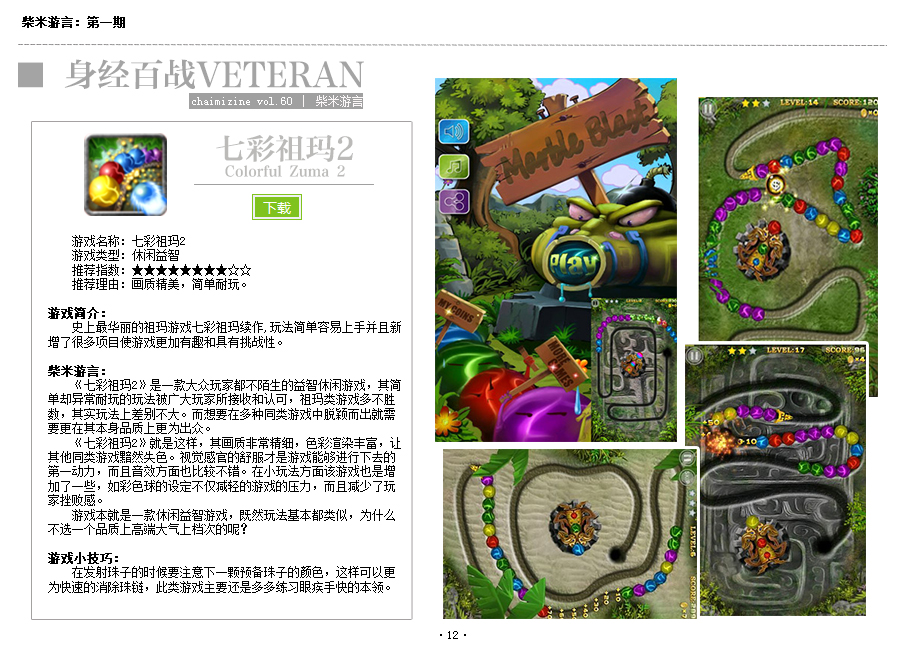 柴米游言：第一期
身经百战VETERAN
chaimizine vol.60 | 柴米游言
七彩祖玛2
Colorful Zuma 2
下载
游戏名称：七彩祖玛2
游戏类型：休闲益智
推荐指数：★★★★★★★★☆☆
推荐理由：画质精美，简单耐玩。
游戏简介：
史上最华丽的祖玛游戏七彩祖玛续作，玩法简单容易上手并且新
增了很多项目使游戏更加有趣和具有挑战性。
柴米游言：
《七彩祖玛2》是一款大众玩家都不陌生的益智休闲游戏，其简
单却异常耐玩的玩法被广大玩家所接收和认可，祖玛类游戏多不胜
数，其实玩法上差别不大。而想要在多种同类游戏中脱颖而出就需
要更在其本身品质上更为出众。
《七彩祖玛2》就是这样，其画质非常精细，色彩渲染丰富，让
其他同类游戏黯然失色。视觉感官的舒服才是游戏能够进行下去的
第一动力，而且音效方面也比较不错。在小玩法方面该游戏也是增
加了一些，如彩色球的设定不仅减轻的游戏的压力，而且减少了玩
家挫败感。
游戏本就是一款休闲益智游戏，既然玩法基本都类似，为什么
不选一个品质上高端大气上档次的呢？
游戏小技巧：
在发射珠子的时候要注意下一颗预备珠子的颜色，这样可以更
为快速的消除珠链，此类游戏主要还是多多练习眼疾手快的本领。
Marble Blast
Play
MY COINS
MORE GAMES
LEVEL:14 SCORE:120
×0
LEVEL:17 SCORE:96
×4
+50
+10
LEVEL:6
+70
+30
+20
+10
· 12 ·